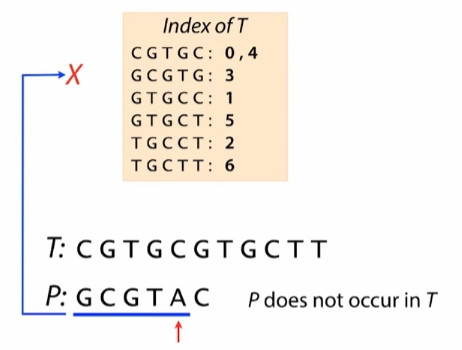 Index of T
CGTGC: 0,4
GCGTG: 3
GTGCC: 1
GTGCT: 5
TGCCT: 2
TGCTT: 6
X
T: CGTGCGTGCTT
P: GCGTAC P does not occur in T